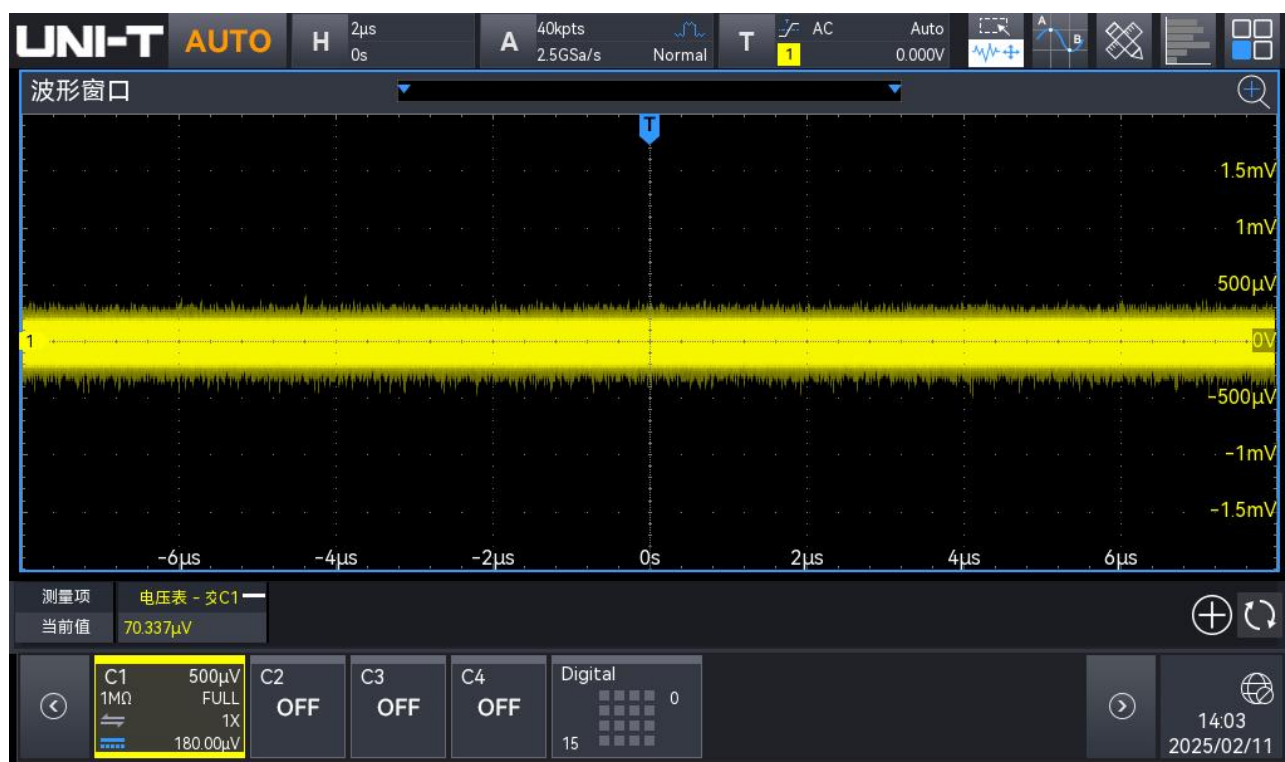 UNI-T AUTO H 2μs A 40kpts T AC Auto
0s 2.5GSa/s Normal 1 0.000V A B
波形窗口
T
1.5mV
1mV
500μV
1 0V
-500μV
-1mV
-1.5mV
-6μs -4μs -2μs 0s 2μs 4μs 6μs
测量项 电压表 - 交C1
当前值 70.337μV
C1 500μV C2 C3 C4 Digital
1MΩ FULL OFF OFF OFF 0
1X
180.00μV 15
14:03
2025/02/11